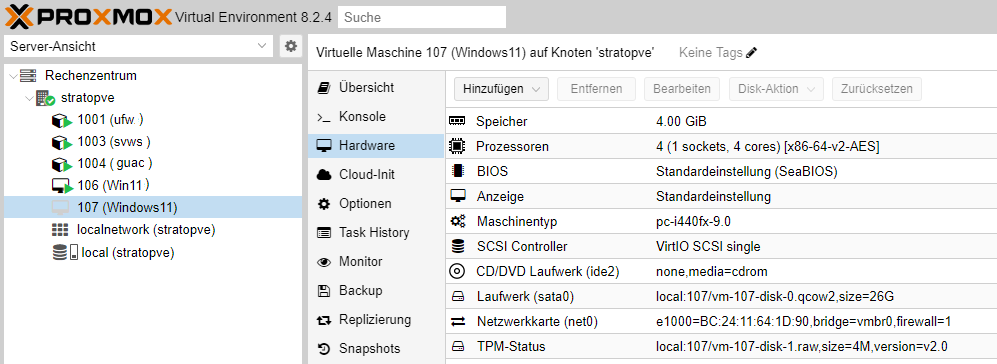 PROXMOX Virtual Environment 8.2.4 Suche
Server-Ansicht
Rechenzentrum
stratopve
1001 (ufw )
1003 (svws )
1004 ( guac )
106 (Win11 )
107 (Windows11)
localnetwork (stratopve)
local (stratopve)
Virtuelle Maschine 107 (Windows11) auf Knoten 'stratopve' Keine Tags
Übersicht
Konsole
Hardware
Cloud-Init
Optionen
Task History
Monitor
Backup
Replizierung
Snapshots
Hinzufügen Entfernen Bearbeiten Disk-Aktion Zurücksetzen
Speicher 4.00 GiB
Prozessoren 4 (1 sockets, 4 cores) [x86-64-v2-AES]
BIOS Standardeinstellung (SeaBIOS)
Anzeige Standardeinstellung
Maschinentyp pc-i440fx-9.0
SCSI Controller VirtIO SCSI single
CD/DVD Laufwerk (ide2) none,media=cdrom
Laufwerk (sata0) local:107/vm-107-disk-0.qcow2,size=26G
Netzwerkkarte (net0) e1000=BC:24:11:64:1D:90,bridge=vmbr0,firewall=1
TPM-Status local:107/vm-107-disk-1.raw,size=4M,version=v2.0